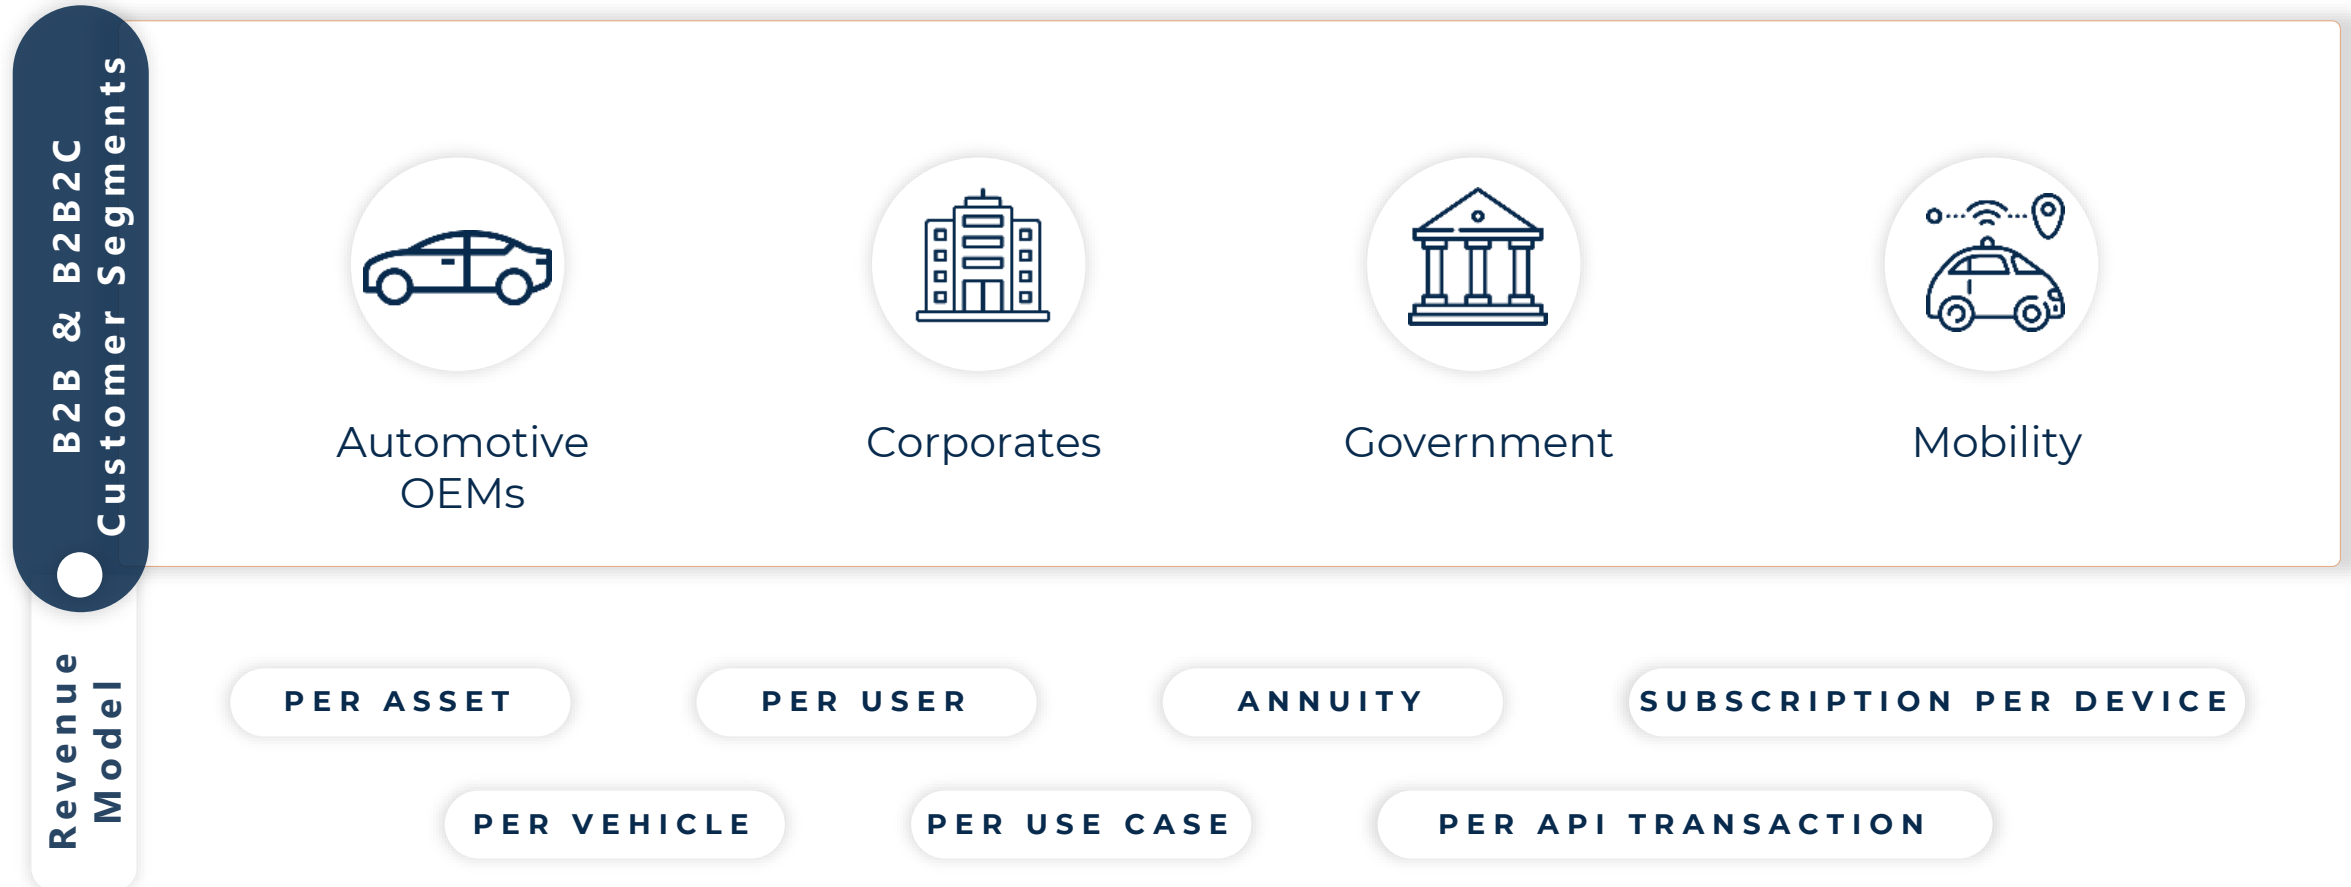 B2B & B2B2C
Customer Segments
Automotive
OEMs
Corporates
Government
Mobility
Revenue
Model
PER ASSET
PER USER
ANNUITY
SUBSCRIPTION PER DEVICE
PER VEHICLE
PER USE CASE
PER API TRANSACTION